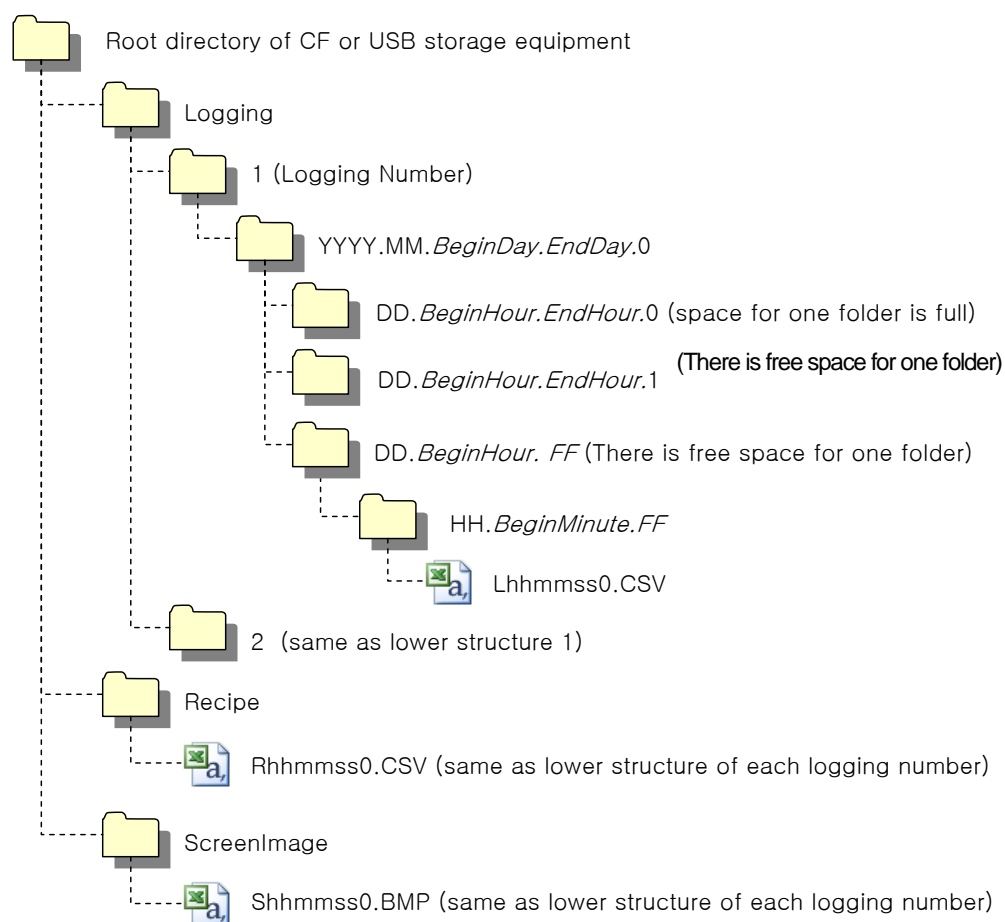 Root directory of CF or USB storage equipment
Logging
1 (Logging Number)
YYYY.MM.BeginDay.EndDay.0
DD.BeginHour.EndHour.0 (space for one folder is full)
DD.BeginHour.EndHour.1 (There is free space for one folder)
DD.BeginHour. FF (There is free space for one folder)
HH.BeginMinute.FF
Lhhmmss0.CSV
2 (same as lower structure 1)
Recipe
Rhhmmss0.CSV (same as lower structure of each logging number)
ScreenImage
Shhmmss0.BMP (same as lower structure of each logging number)